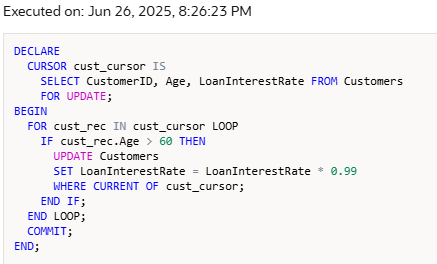 Executed on: Jun 26, 2025, 8:26:23 PM
DECLARE
  CURSOR cust_cursor IS
    SELECT CustomerID, Age, LoanInterestRate FROM Customers
    FOR UPDATE;
BEGIN
  FOR cust_rec IN cust_cursor LOOP
    IF cust_rec.Age > 60 THEN
      UPDATE Customers
      SET LoanInterestRate = LoanInterestRate * 0.99
      WHERE CURRENT OF cust_cursor;
    END IF;
  END LOOP;
  COMMIT;
END;